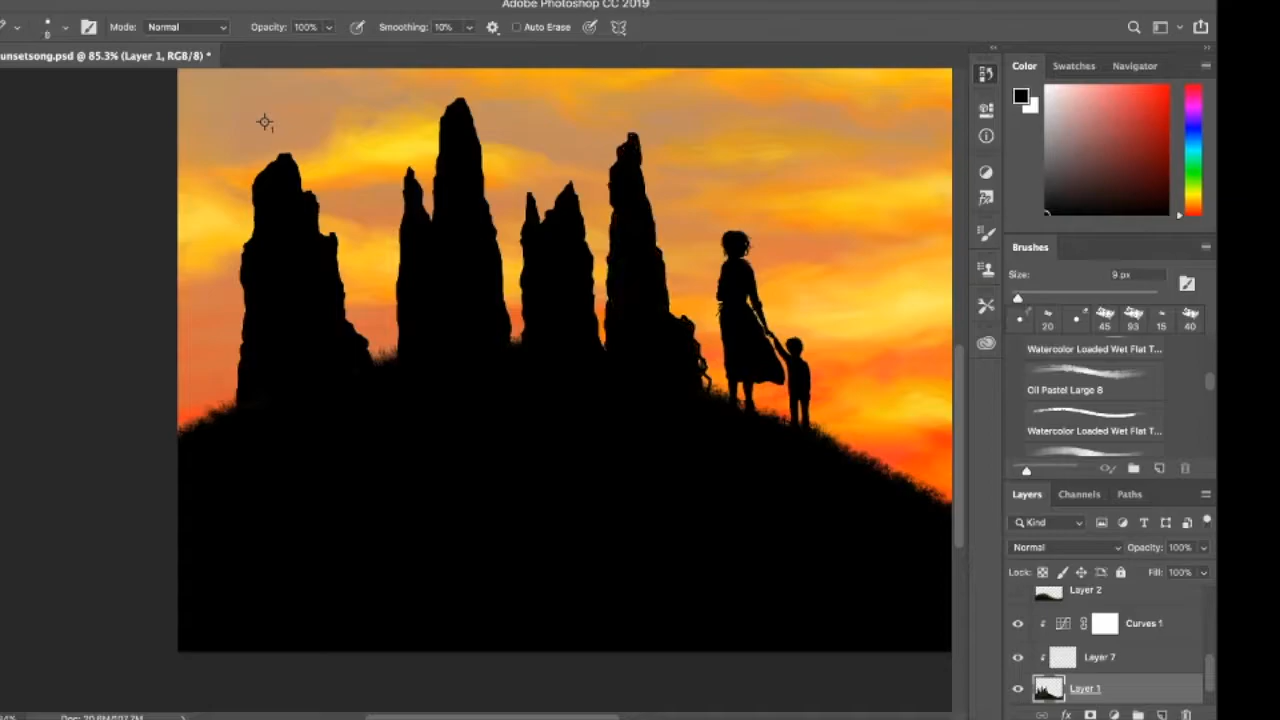 Adobe Photoshop CC 2019
Mode: Normal Opacity: 100% Smoothing: 10% Auto Erase
unsetsong.psd @ 85.3% (Layer 1, RGB/8) *
Color Swatches Navigator
Brushes
Size: 9 px
20 45 93 15 40
Watercolor Loaded Wet Flat T...
Oil Pastel Large 8
Watercolor Loaded Wet Flat T...
Layers Channels Paths
Kind
Normal Opacity: 100%
Lock: Fill: 100%
Layer 2
Curves 1
Layer 7
Layer 1